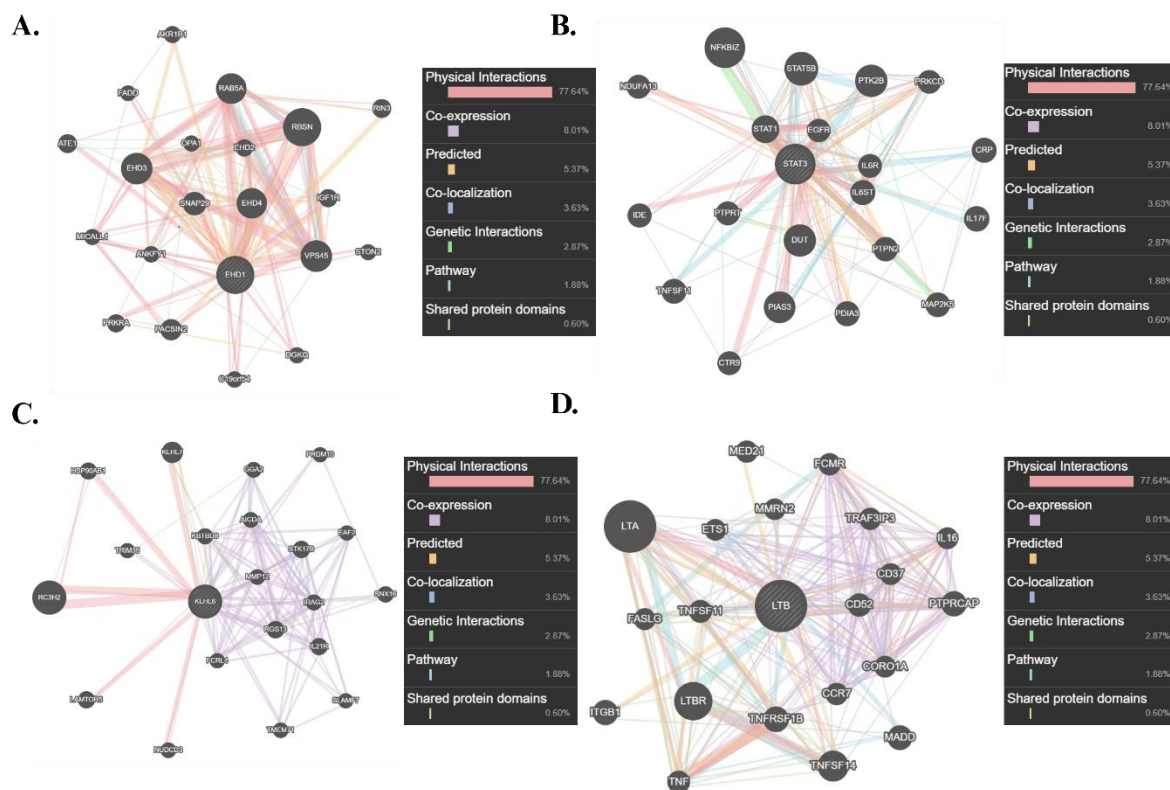 A.
AKR1B1
FADD
RAB5A
RIN3
RBSN
ATE1
OPA1
EHD2
EHD3
IGF1R
SNAP29
EHD4
MICALL1
ANKFY1
VPS45
STON2
EHD1
PRKRA
PACSIN2
DGKQ
C19orf54
Physical Interactions
77.64%
Co-expression
8.01%
Predicted
5.37%
Co-localization
3.63%
Genetic Interactions
2.87%
Pathway
1.88%
Shared protein domains
0.60%
B.
NFKBIZ
STAT5B
NDUFA13
PTK2B
PRKCD
STAT1
EGFR
CRP
STAT3
IL6R
IL6ST
IDE
PTPRT
IL17F
DUT
PTPN2
TNFSF11
PIAS3
PDIA3
MAP2K5
CTR9
Physical Interactions
77.64%
Co-expression
8.01%
Predicted
5.37%
Co-localization
3.63%
Genetic Interactions
2.87%
Pathway
1.88%
Shared protein domains
0.60%
C.
KLHL7
HSP90AB1
GGA2
PRDM10
AICDA
KBTBD8
FAF2
TRIM35
STK17B
MMP12
SNX16
RC3H2
KLHL6
IRAG2
RGS13
IL21R
FCRL1
LAMTOR5
SLAMF7
TMEM71
NUDCD3
Physical Interactions
77.64%
Co-expression
8.01%
Predicted
5.37%
Co-localization
3.63%
Genetic Interactions
2.87%
Pathway
1.88%
Shared protein domains
0.60%
D.
MED21
FCMR
MMRN2
LTA
ETS1
TRAF3IP3
IL16
CD37
LTB
CD52
PTPRCAP
FASLG
TNFSF11
CORO1A
LTBR
CCR7
ITGB1
TNFRSF1B
MADD
TNFSF14
TNF
Physical Interactions
77.64%
Co-expression
8.01%
Predicted
5.37%
Co-localization
3.63%
Genetic Interactions
2.87%
Pathway
1.88%
Shared protein domains
0.60%